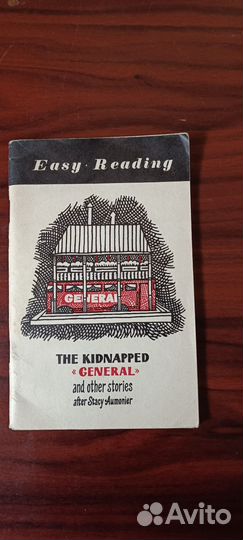 Easy · Reading
GENERAL
THE KIDNAPPED
«GENERAL»
and other stories
after Stacy Aumonier
Avito